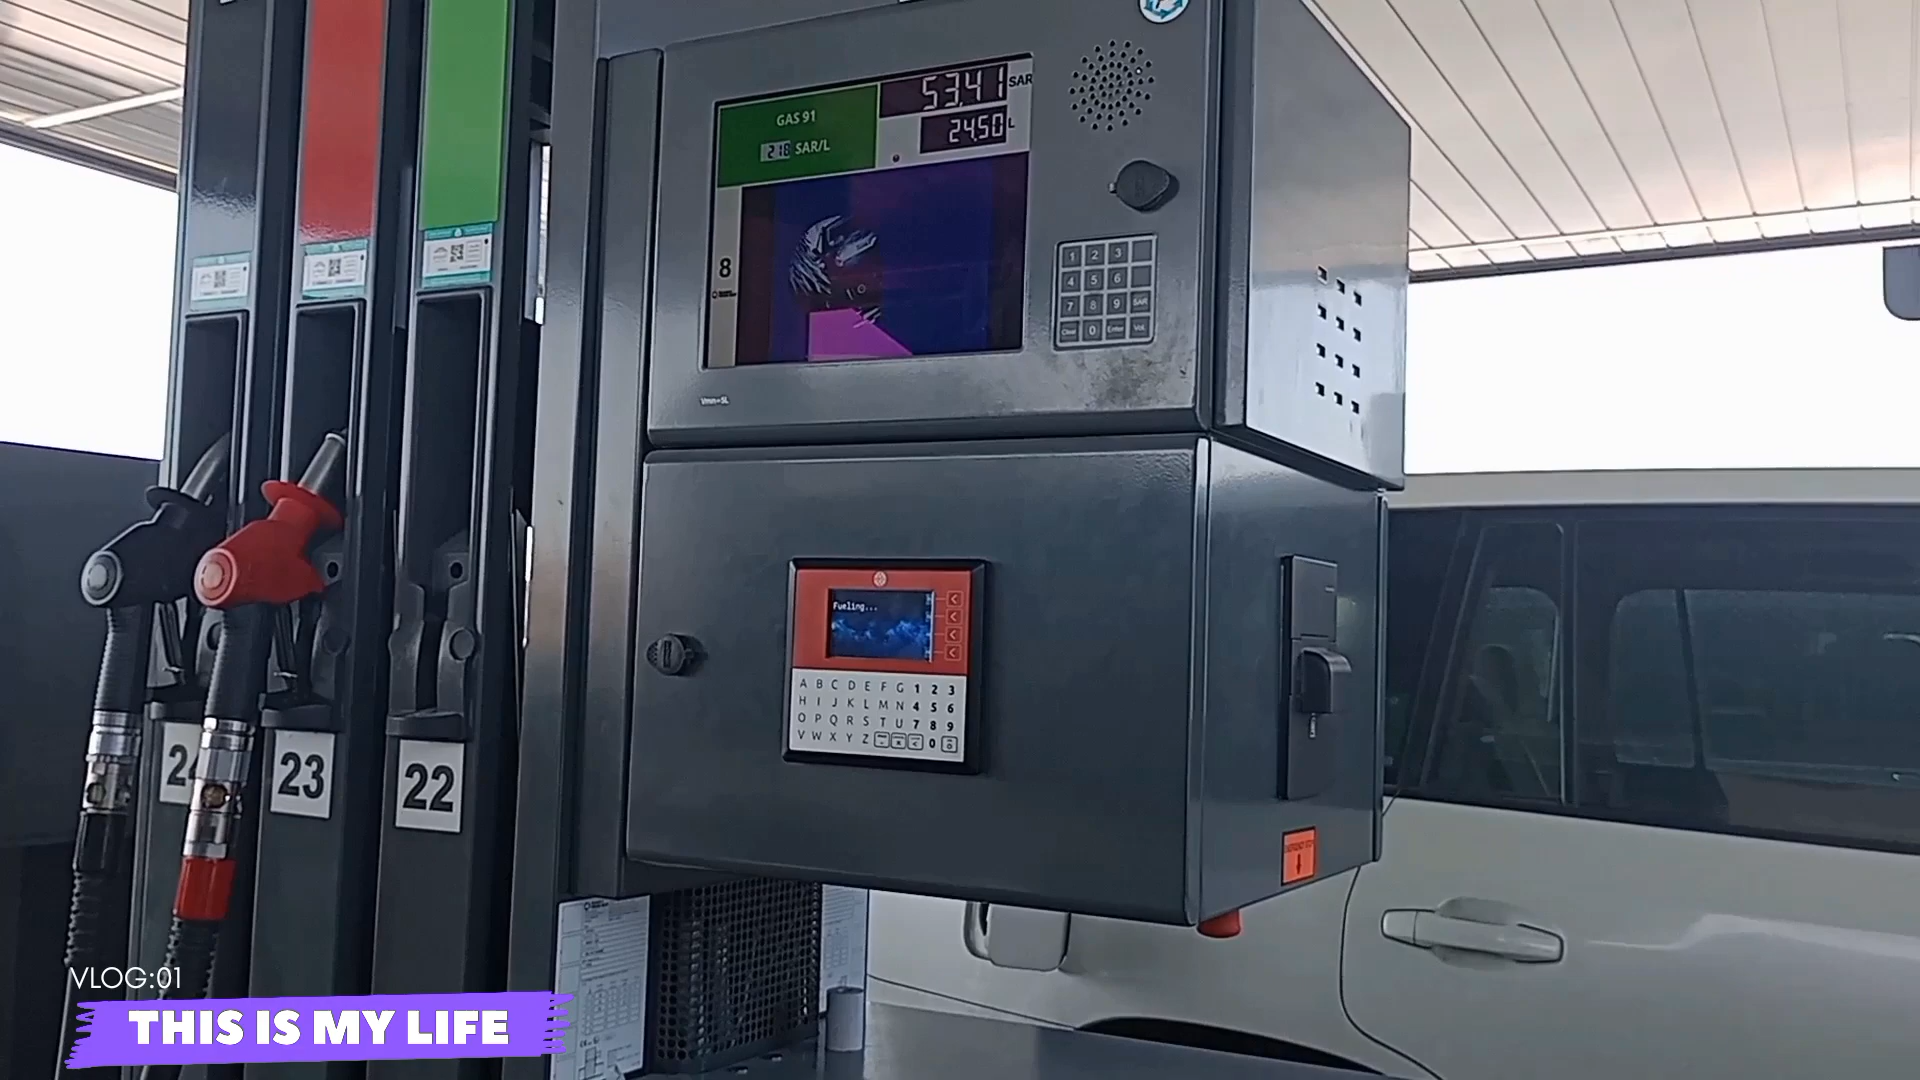 53.41 SAR
GAS 91
24.50 L
2.18 SAR/L
8
1 2 3
4 5 6
7 8 9 SAR
Clear 0 Enter Vol.
Vmin=5L
Fueling...
A B C D E F G 1 2 3
H I J K L M N 4 5 6
O P Q R S T U 7 8 9
V W X Y Z 0
24
23
22
VLOG:01
THIS IS MY LIFE